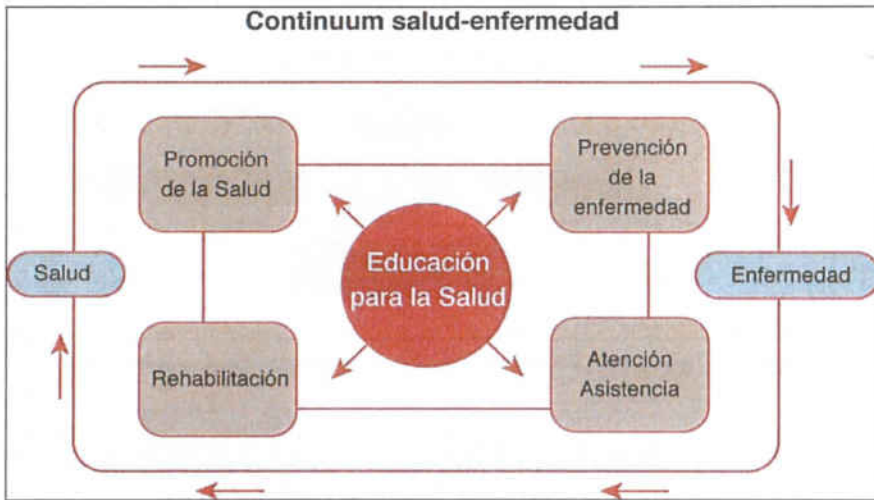 Continuum salud-enfermedad
Promoción
de la Salud
Prevención
de la
enfermedad
Salud
Educación
para la Salud
Enfermedad
Rehabilitación
Atención
Asistencia